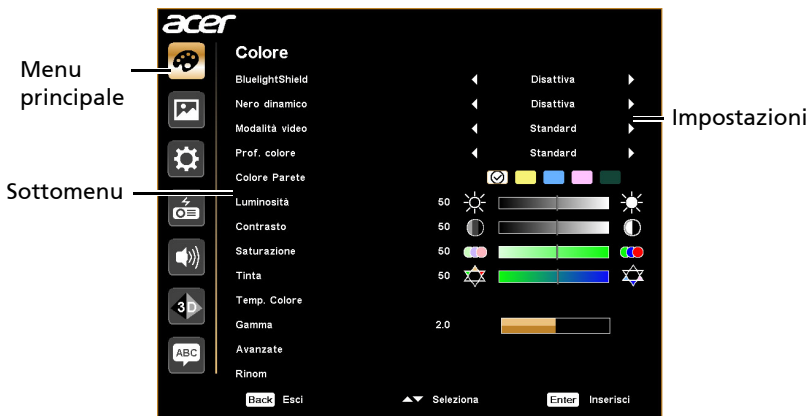 acer
Colore
Menu principale
BluelightShield Disattiva
Nero dinamico Disattiva
Impostazioni
Modalità video Standard
Prof. colore Standard
Colore Parete
Sottomenu
Luminosità 50
Contrasto 50
Saturazione 50
Tinta 50
Temp. Colore
3D
Gamma 2.0
Avanzate
ABC
Rinom
Back Esci Seleziona Enter Inserisci